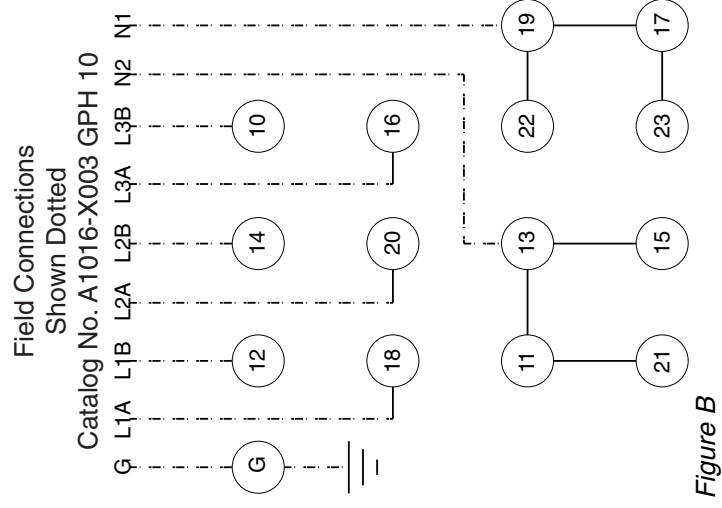 Field Connections
Shown Dotted
Catalog No. A1016-X003 GPH 10
G L1A L1B L2A L2B L3A L3B N2 N1
G 12 14 10
18 20 16
11 13 22 19
21 15 23 17
Figure B